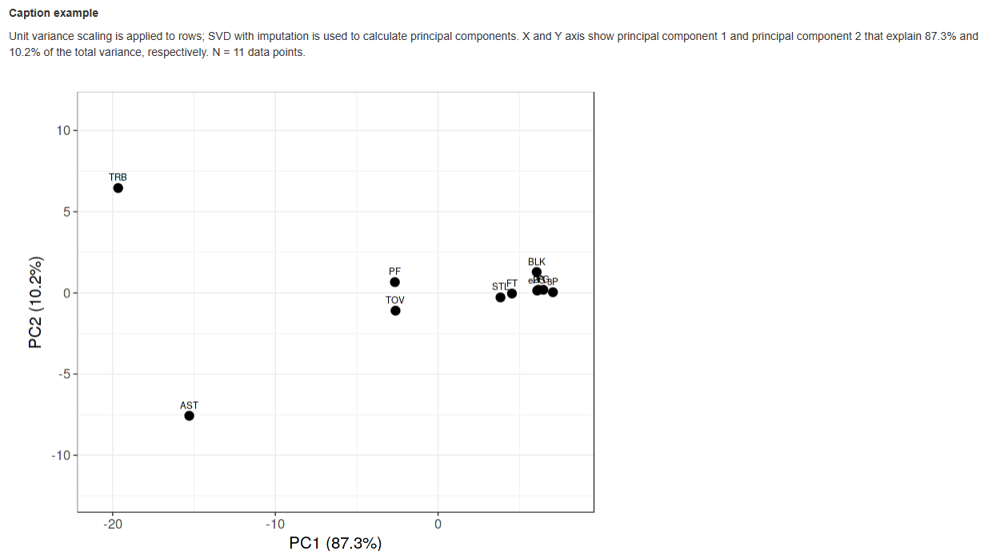 Caption example
Unit variance scaling is applied to rows; SVD with imputation is used to calculate principal components. X and Y axis show principal component 1 and principal component 2 that explain 87.3% and
10.2% of the total variance, respectively. N = 11 data points.
10
TRB
5
BLK
PF
STL
FT
3P
0
TOV
PC2 (10.2%)
-5
AST
-10
-20
-10
0
PC1 (87.3%)